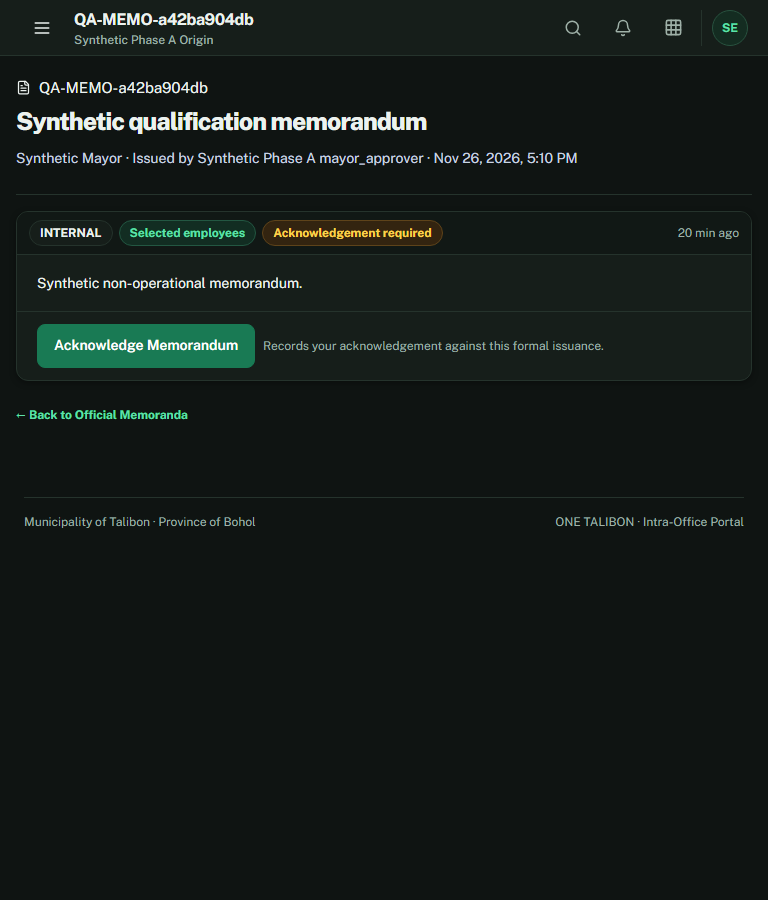 QA-MEMO-a42ba904db
Synthetic Phase A Origin
SE
QA-MEMO-a42ba904db
Synthetic qualification memorandum
Synthetic Mayor · Issued by Synthetic Phase A mayor_approver · Nov 26, 2026, 5:10 PM
INTERNAL Selected employees Acknowledgement required 20 min ago
Synthetic non-operational memorandum.
Acknowledge Memorandum Records your acknowledgement against this formal issuance.
← Back to Official Memoranda
Municipality of Talibon · Province of Bohol ONE TALIBON · Intra-Office Portal